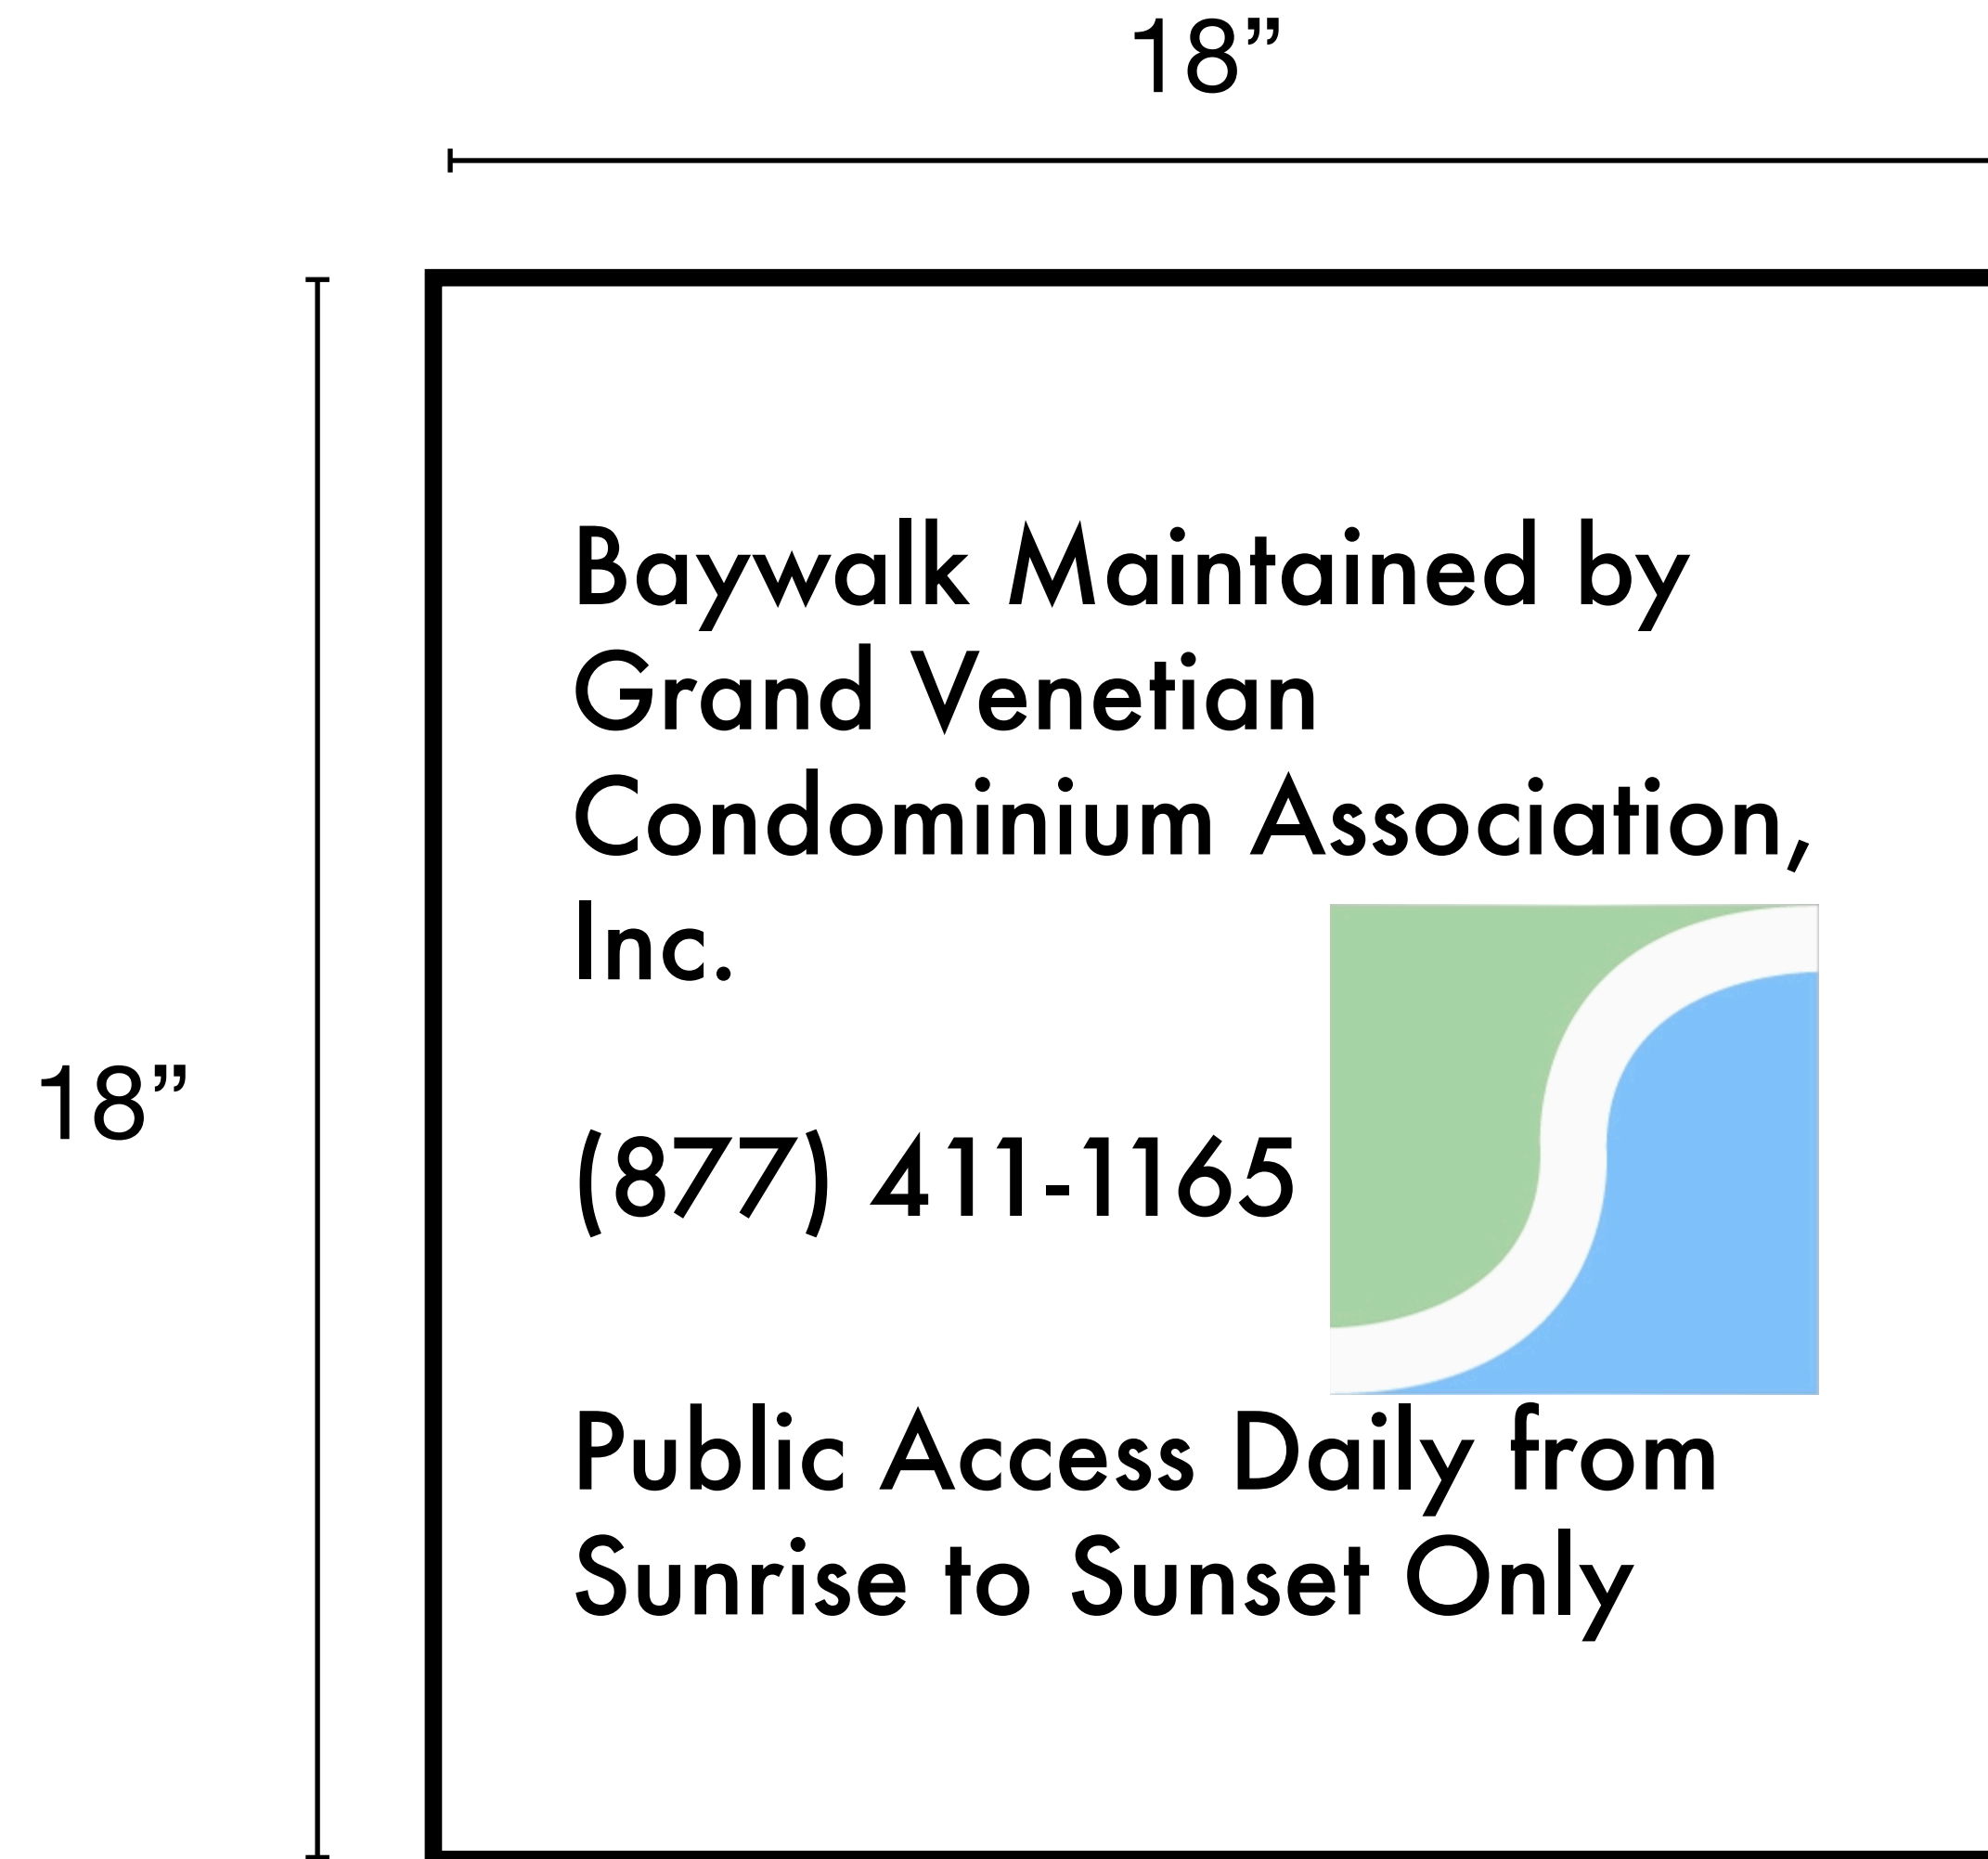 18”
Baywalk Maintained by
Grand Venetian
Condominium Association,
Inc.
18”
(877) 411-1165
Public Access Daily from
Sunrise to Sunset Only